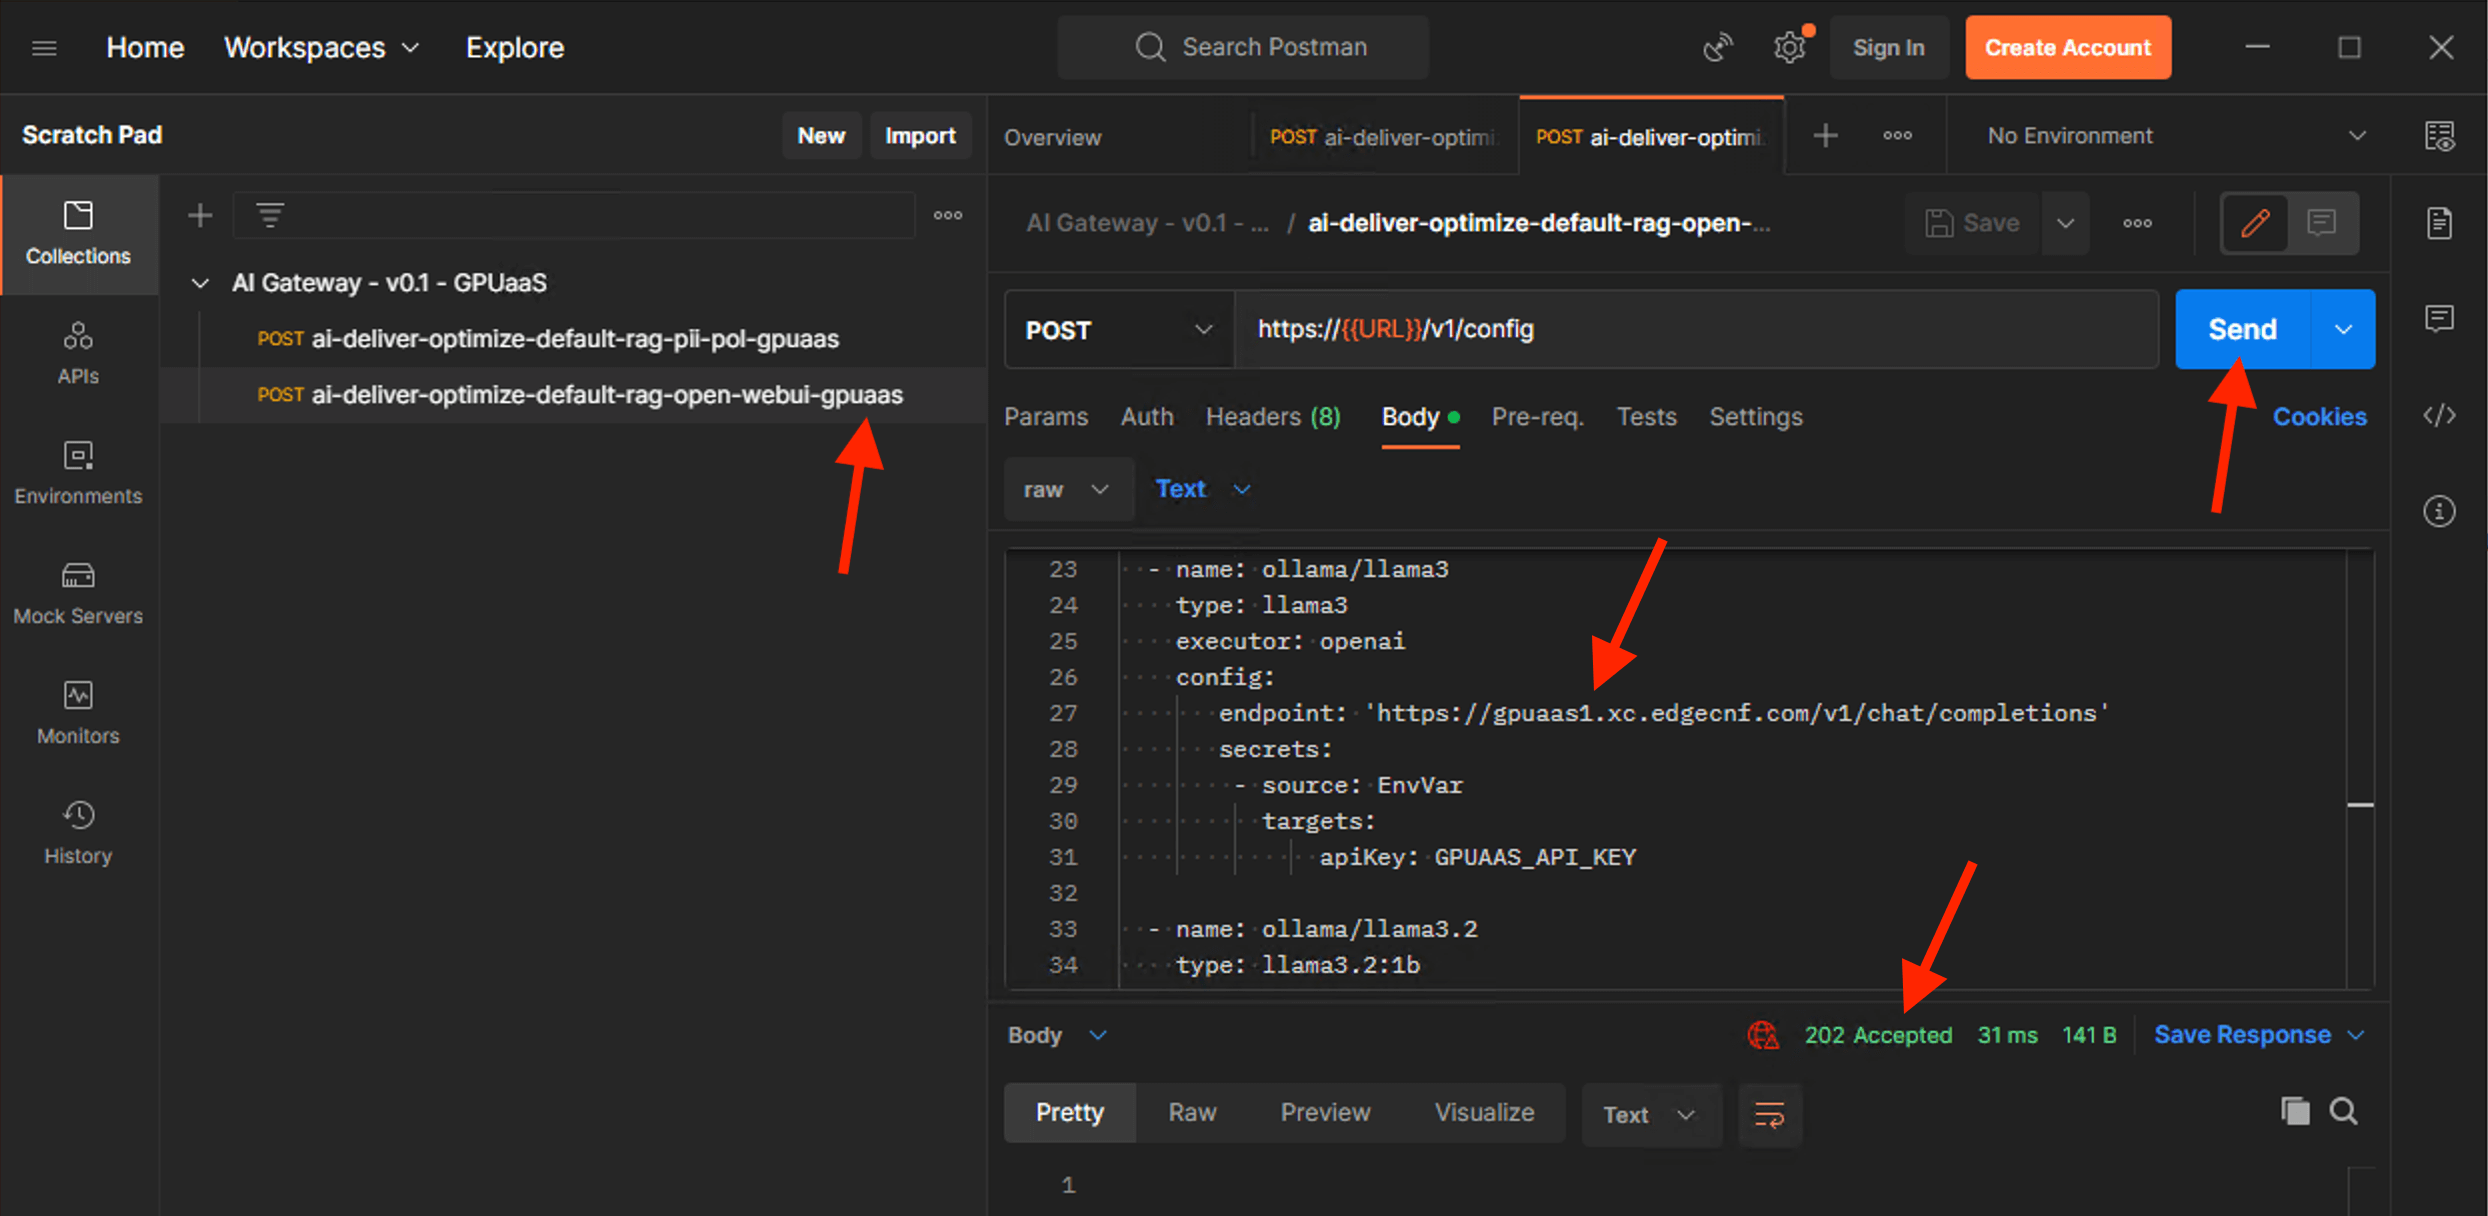 Home Workspaces Explore Search Postman Sign In Create Account
Scratch Pad New Import
Overview POST ai-deliver-optimi POST ai-deliver-optimi No Environment
Collections
APIs
Environments
Mock Servers
Monitors
History
AI Gateway - v0.1 - GPUaaS
POST ai-deliver-optimize-default-rag-pii-pol-gpuaas
POST ai-deliver-optimize-default-rag-open-webui-gpuaas
AI Gateway - v0.1 - ... / ai-deliver-optimize-default-rag-open-... Save
POST https://{{URL}}/v1/config Send
Params Auth Headers (8) Body Pre-req. Tests Settings Cookies
raw Text
23 - name: ollama/llama3
24 type: llama3
25 executor: openai
26 config:
27 endpoint: 'https://gpuaas1.xc.edgecnf.com/v1/chat/completions'
28 secrets:
29 - source: EnvVar
30 targets:
31 apiKey: GPUAAS_API_KEY
32
33 - name: ollama/llama3.2
34 type: llama3.2:1b
Body 202 Accepted 31 ms 141 B Save Response
Pretty Raw Preview Visualize Text
1